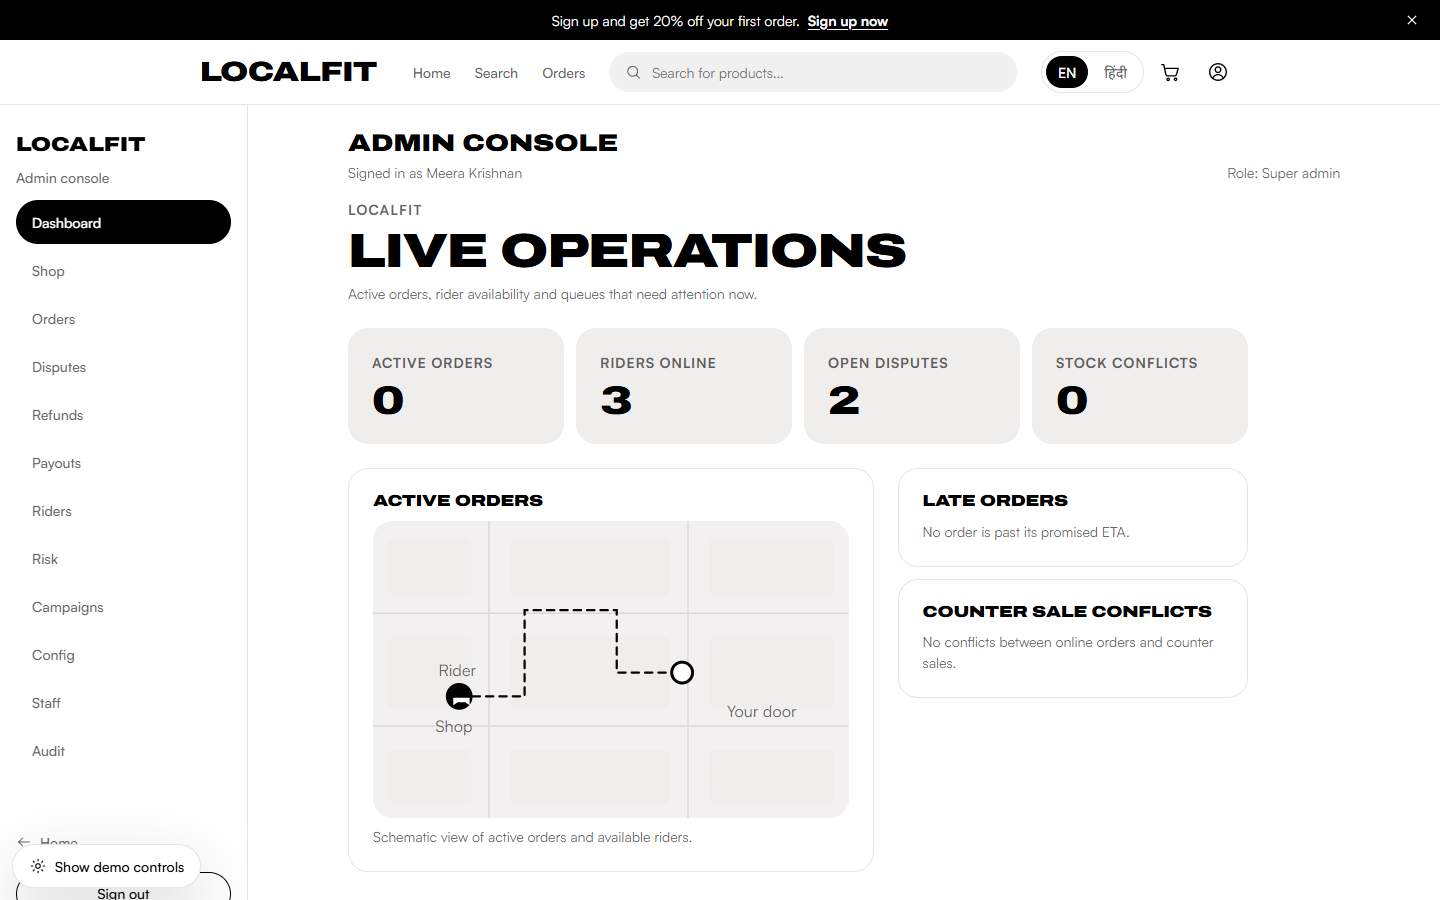 Sign up and get 20% off your first order. Sign up now
LOCALFIT
Home
Search
Orders
Search for products...
EN
हिंदी
LOCALFIT
Admin console
Dashboard
Shop
Orders
Disputes
Refunds
Payouts
Riders
Risk
Campaigns
Config
Staff
Audit
Home
Show demo controls
Sign out
ADMIN CONSOLE
Signed in as Meera Krishnan
Role: Super admin
LOCALFIT
LIVE OPERATIONS
Active orders, rider availability and queues that need attention now.
ACTIVE ORDERS
0
RIDERS ONLINE
3
OPEN DISPUTES
2
STOCK CONFLICTS
0
ACTIVE ORDERS
Rider
Shop
Your door
Schematic view of active orders and available riders.
LATE ORDERS
No order is past its promised ETA.
COUNTER SALE CONFLICTS
No conflicts between online orders and counter
sales.